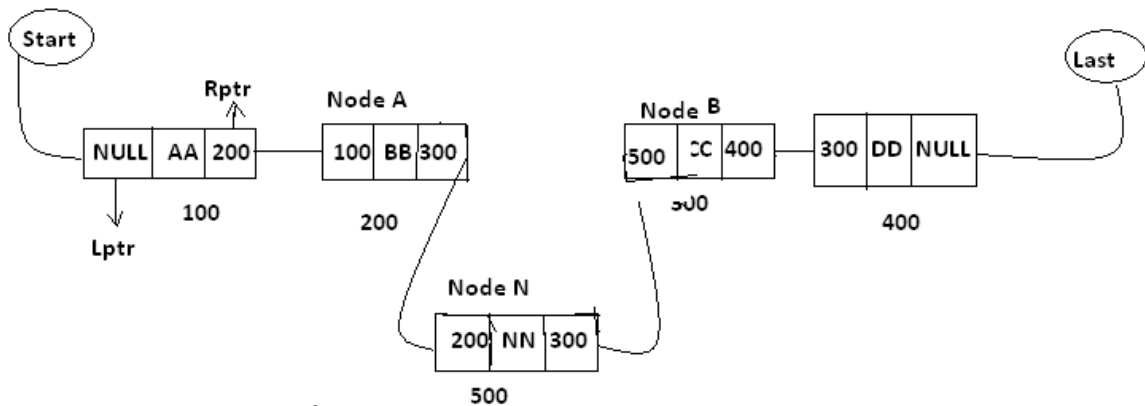 Start
Last
Rptr
Node A
Node B
NULL AA 200
100 BB 300
500 CC 400
300 DD NULL
100
200
300
400
Lptr
Node N
200 NN 300
500